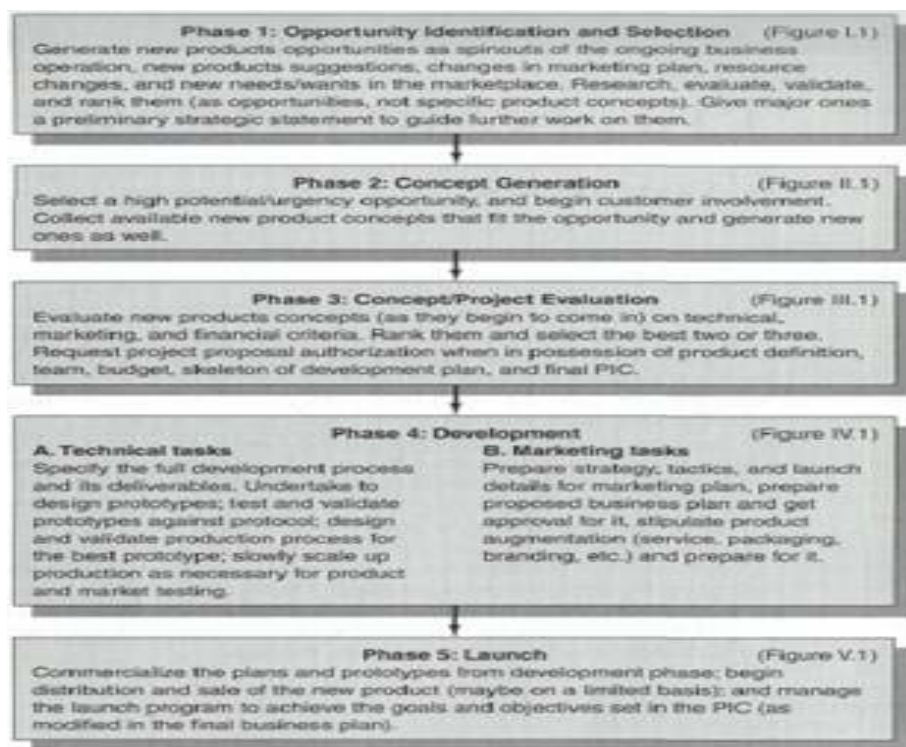 Phase 1: Opportunity Identification and Selection (Figure I.1)
Generate new products opportunities as spinouts of the ongoing business
operation, new products suggestions, changes in marketing plan, resource
changes, and new needs/wants in the marketplace. Research, evaluate, validate,
and rank them (as opportunities, not specific product concepts). Give major ones
a preliminary strategic statement to guide further work on them.
Phase 2: Concept Generation (Figure II.1)
Select a high potential/urgency opportunity, and begin customer involvement.
Collect available new product concepts that fit the opportunity and generate new
ones as well.
Phase 3: Concept/Project Evaluation (Figure III.1)
Evaluate new products concepts (as they begin to come in) on technical,
marketing, and financial criteria. Rank them and select the best two or three.
Request project proposal authorization when in possession of product definition,
team, budget, skeleton of development plan, and final PIC.
Phase 4: Development (Figure IV.1)
A. Technical tasks
Specify the full development process
and its deliverables. Undertake to
design prototypes; test and validate
prototypes against protocol; design
and validate production process for
the best prototype; slowly scale up
production as necessary for product
and market testing.
B. Marketing tasks
Prepare strategy, tactics, and launch
details for marketing plan, prepare
proposed business plan and get
approval for it, stipulate product
augmentation (service, packaging,
branding, etc.) and prepare for it.
Phase 5: Launch (Figure V.1)
Commercialize the plans and prototypes from development phase; begin
distribution and sale of the new product (maybe on a limited basis); and manage
the launch program to achieve the goals and objectives set in the PIC (as
modified in the final business plan).